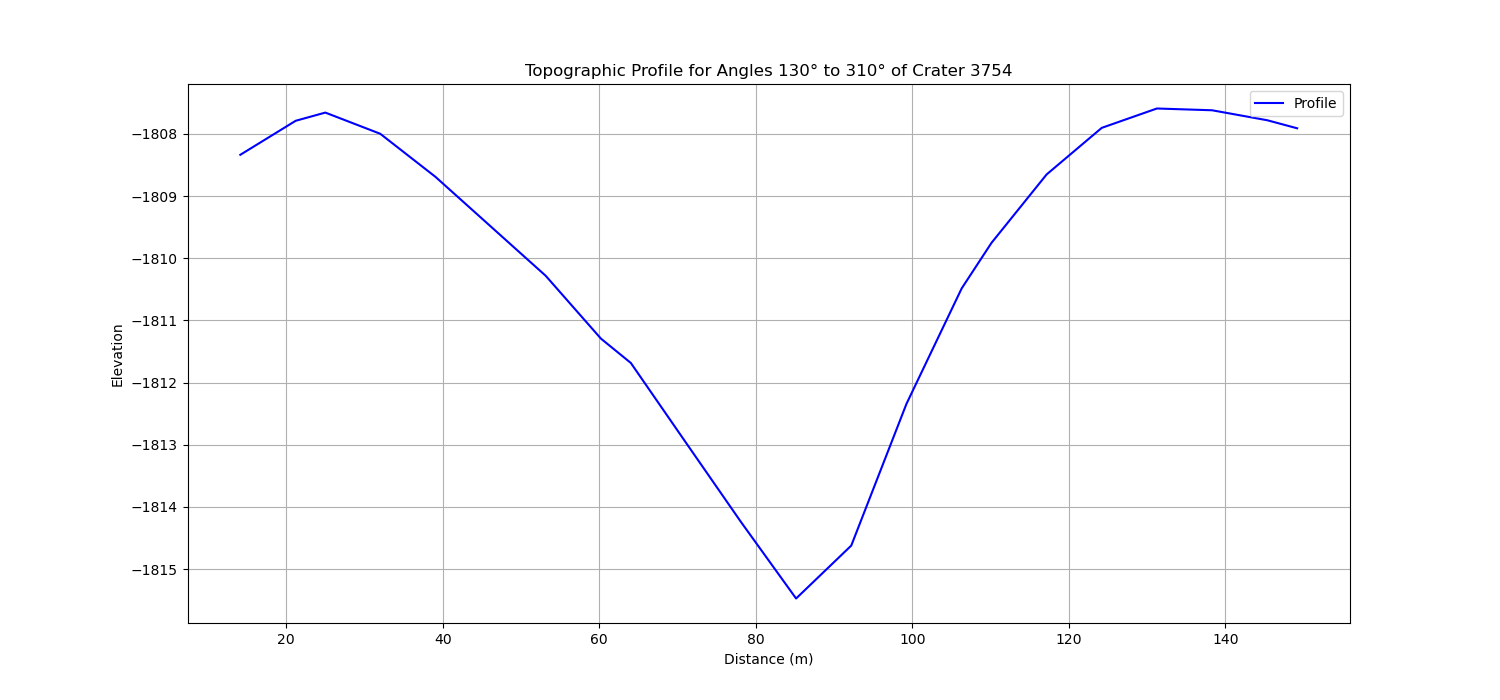 Topographic Profile for Angles 130° to 310° of Crater 3754
Profile
−1808
−1809
−1810
−1811
−1812
−1813
−1814
−1815
Elevation
20 40 60 80 100 120 140
Distance (m)